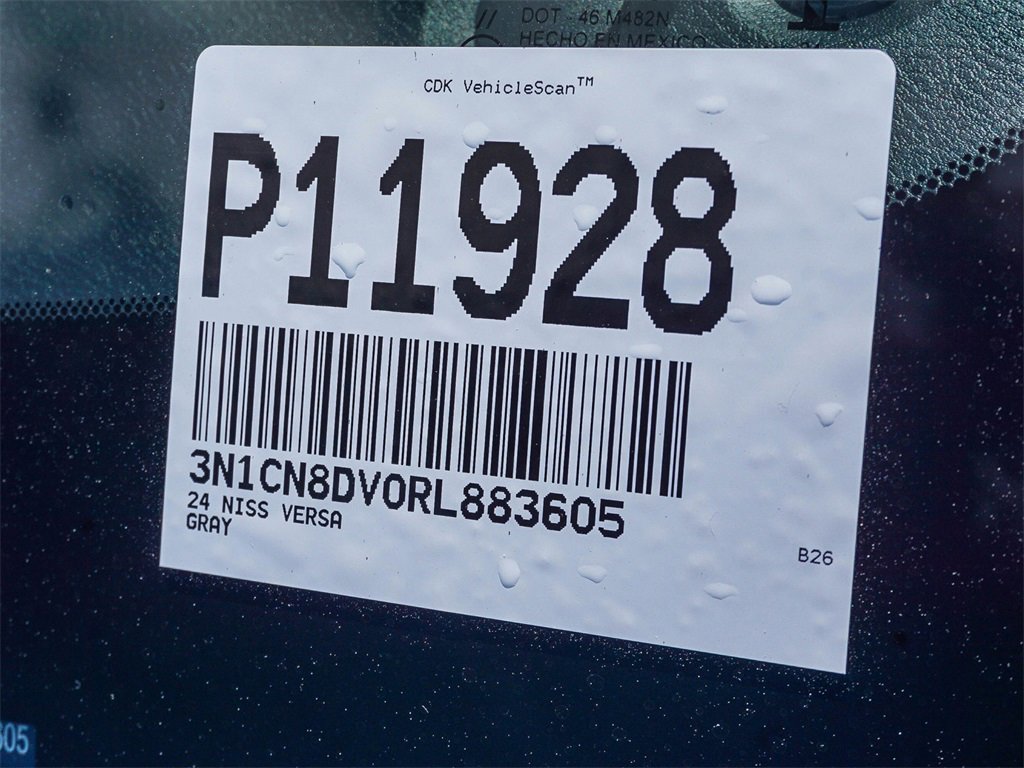 // DOT - 46 M482N
HECHO EN MEXICO
CDK VehicleScan™
P11928
3N1CN8DV0RL883605
24 NISS VERSA
GRAY
B26
605